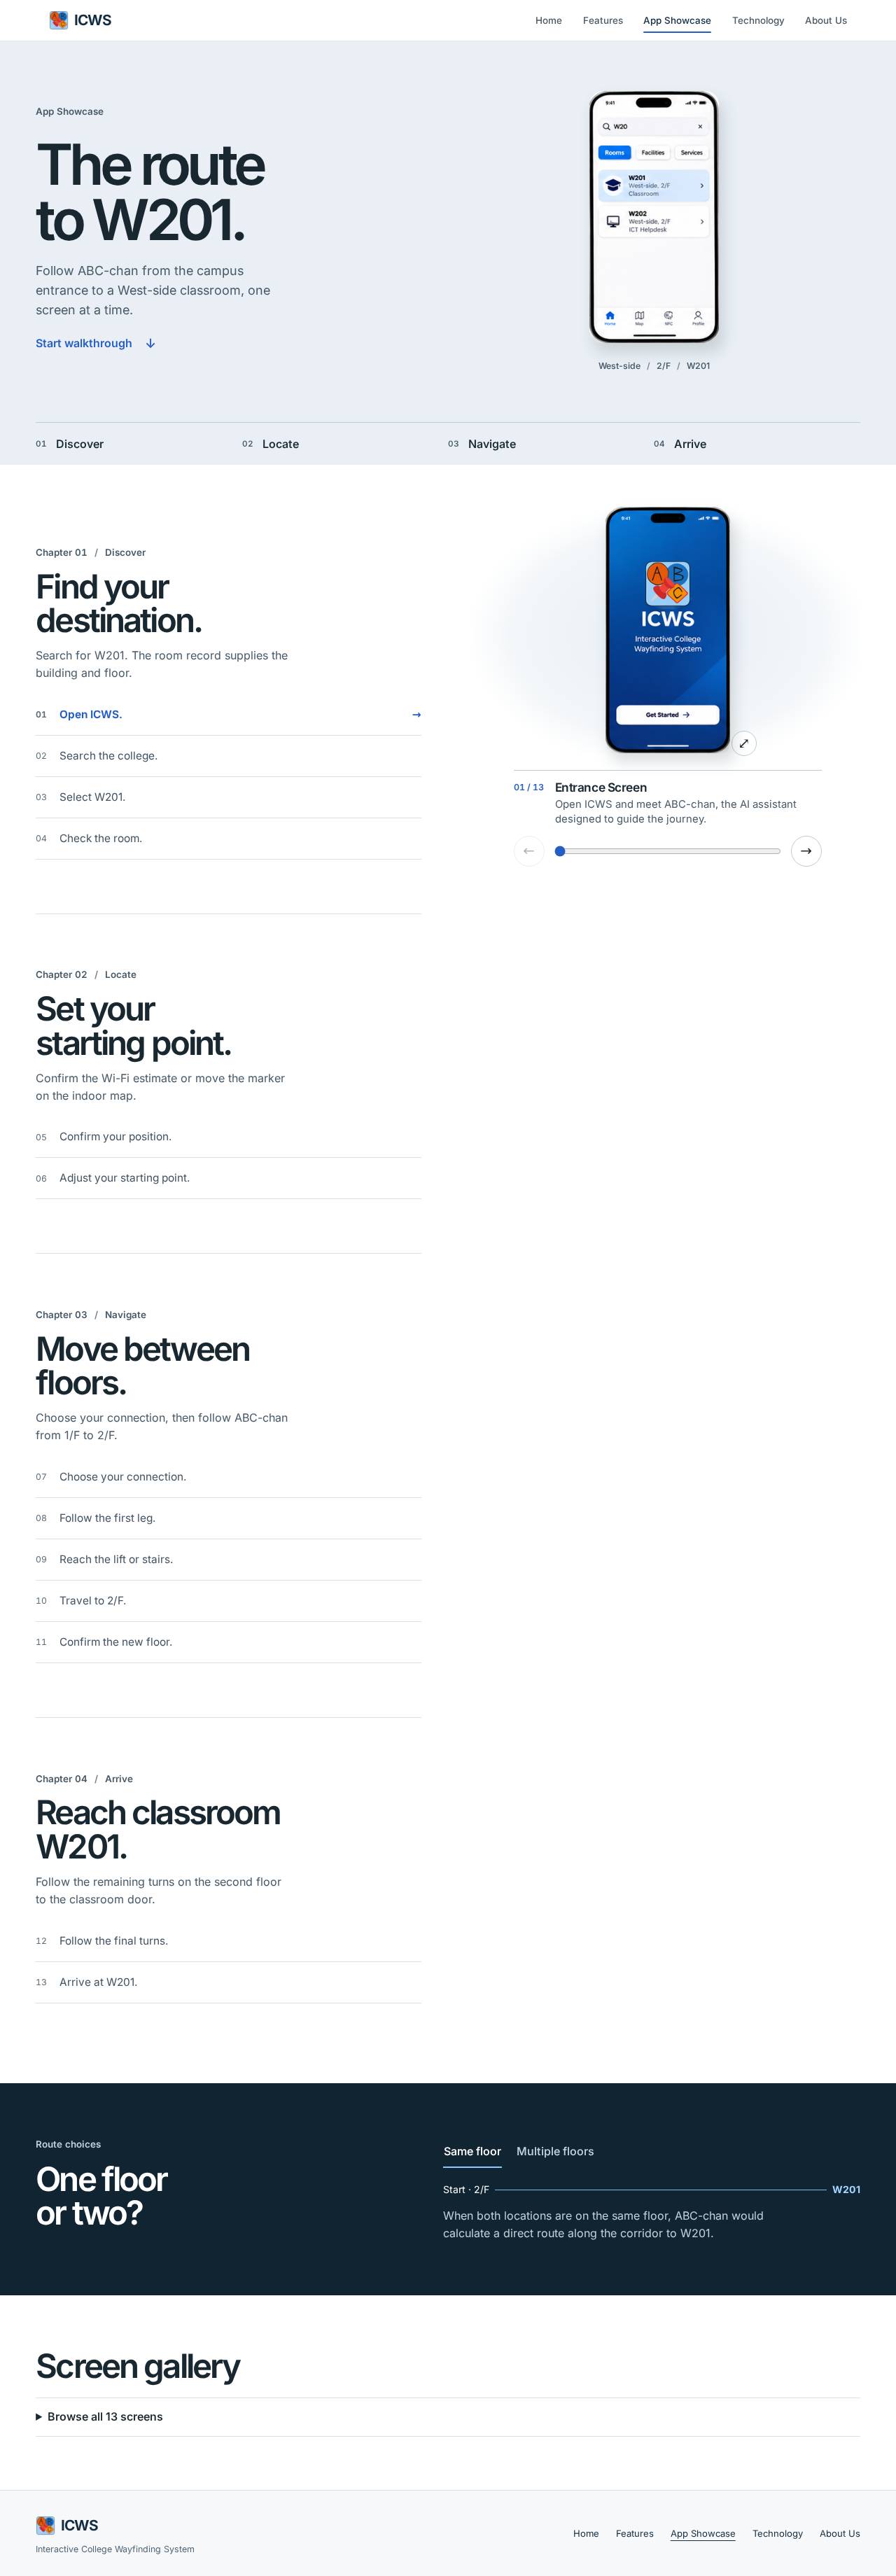 ICWS
Home
Features
App Showcase
Technology
About Us
App Showcase
The route
to W201.
Follow ABC-chan from the campus
entrance to a West-side classroom, one
screen at a time.
Start walkthrough ↓
9:41
W20 ×
Rooms
Facilities
Services
W201
West-side, 2/F
Classroom
W202
West-side, 2/F
ICT Helpdesk
Home
Map
Profile
West-side / 2/F / W201
01 Discover
02 Locate
03 Navigate
04 Arrive
Chapter 01 / Discover
Find your
destination.
Search for W201. The room record supplies the
building and floor.
01 Open ICWS. →
02 Search the college.
03 Select W201.
04 Check the room.
9:41
A B C
ICWS
Interactive College
Wayfinding System
Get Started →
01 / 13 Entrance Screen
Open ICWS and meet ABC-chan, the AI assistant
designed to guide the journey.
← →
Chapter 02 / Locate
Set your
starting point.
Confirm the Wi-Fi estimate or move the marker
on the indoor map.
05 Confirm your position.
06 Adjust your starting point.
Chapter 03 / Navigate
Move between
floors.
Choose your connection, then follow ABC-chan
from 1/F to 2/F.
07 Choose your connection.
08 Follow the first leg.
09 Reach the lift or stairs.
10 Travel to 2/F.
11 Confirm the new floor.
Chapter 04 / Arrive
Reach classroom
W201.
Follow the remaining turns on the second floor
to the classroom door.
12 Follow the final turns.
13 Arrive at W201.
Route choices
One floor
or two?
Same floor
Multiple floors
Start · 2/F W201
When both locations are on the same floor, ABC-chan would
calculate a direct route along the corridor to W201.
Screen gallery
▶ Browse all 13 screens
ICWS
Interactive College Wayfinding System
Home
Features
App Showcase
Technology
About Us